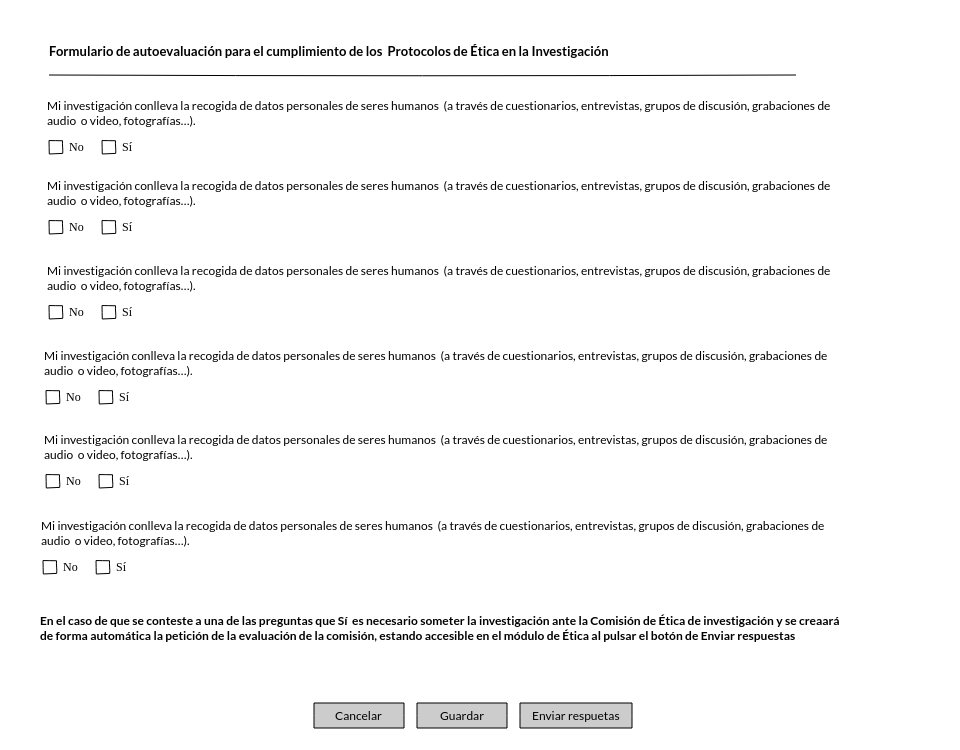 Formulario de autoevaluación para el cumplimiento de los Protocolos de Ética en la Investigación
Mi investigación conlleva la recogida de datos personales de seres humanos (a través de cuestionarios, entrevistas, grupos de discusión, grabaciones de
audio o video, fotografías...).
No Sí
Mi investigación conlleva la recogida de datos personales de seres humanos (a través de cuestionarios, entrevistas, grupos de discusión, grabaciones de
audio o video, fotografías...).
No Sí
Mi investigación conlleva la recogida de datos personales de seres humanos (a través de cuestionarios, entrevistas, grupos de discusión, grabaciones de
audio o video, fotografías...).
No Sí
Mi investigación conlleva la recogida de datos personales de seres humanos (a través de cuestionarios, entrevistas, grupos de discusión, grabaciones de
audio o video, fotografías...).
No Sí
Mi investigación conlleva la recogida de datos personales de seres humanos (a través de cuestionarios, entrevistas, grupos de discusión, grabaciones de
audio o video, fotografías...).
No Sí
Mi investigación conlleva la recogida de datos personales de seres humanos (a través de cuestionarios, entrevistas, grupos de discusión, grabaciones de
audio o video, fotografías...).
No Sí
En el caso de que se conteste a una de las preguntas que Sí es necesario someter la investigación ante la Comisión de Ética de investigación y se creaará
de forma automática la petición de la evaluación de la comisión, estando accesible en el módulo de Ética al pulsar el botón de Enviar respuestas
Cancelar Guardar Enviar respuetas